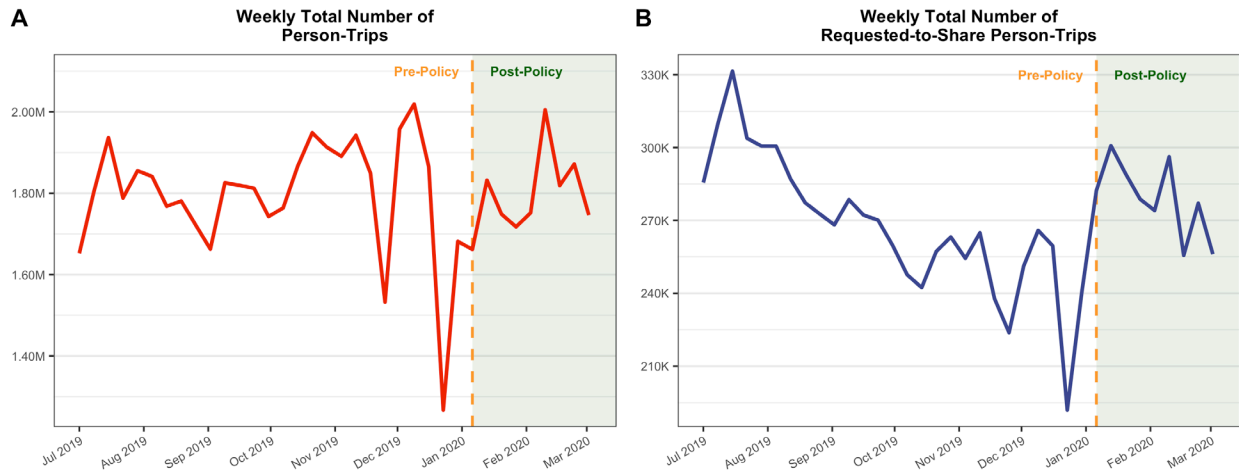 A
Weekly Total Number of
Person-Trips
Pre-Policy
Post-Policy
2.00M
1.80M
1.60M
1.40M
Jul 2019
Aug 2019
Sep 2019
Oct 2019
Nov 2019
Dec 2019
Jan 2020
Feb 2020
Mar 2020
B
Weekly Total Number of
Requested-to-Share Person-Trips
Pre-Policy
Post-Policy
330K
300K
270K
240K
210K
Jul 2019
Aug 2019
Sep 2019
Oct 2019
Nov 2019
Dec 2019
Jan 2020
Feb 2020
Mar 2020